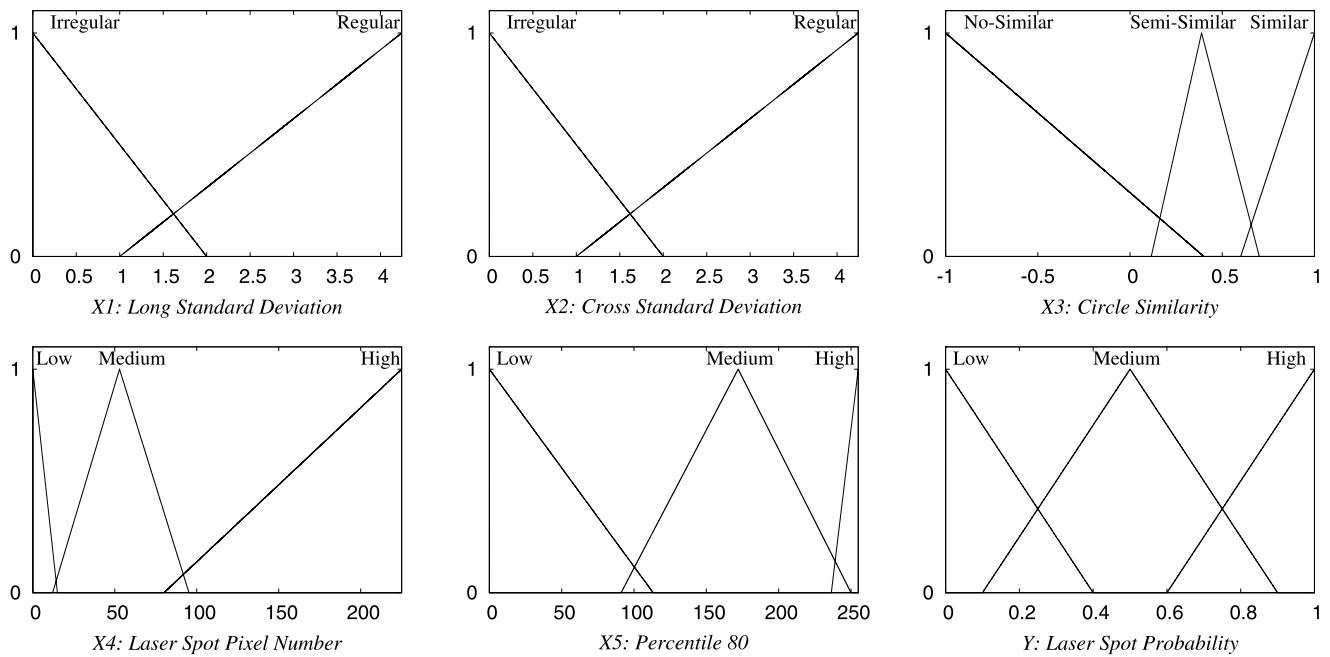 Irregular Regular
1
0
0 0.5 1 1.5 2 2.5 3 3.5 4
X1: Long Standard Deviation
Irregular Regular
1
0
0 0.5 1 1.5 2 2.5 3 3.5 4
X2: Cross Standard Deviation
No-Similar Semi-Similar Similar
1
0
-1 -0.5 0 0.5 1
X3: Circle Similarity
Low Medium High
1
0
0 50 100 150 200
X4: Laser Spot Pixel Number
Low Medium High
1
0
0 50 100 150 200 250
X5: Percentile 80
Low Medium High
1
0
0 0.2 0.4 0.6 0.8 1
Y: Laser Spot Probability